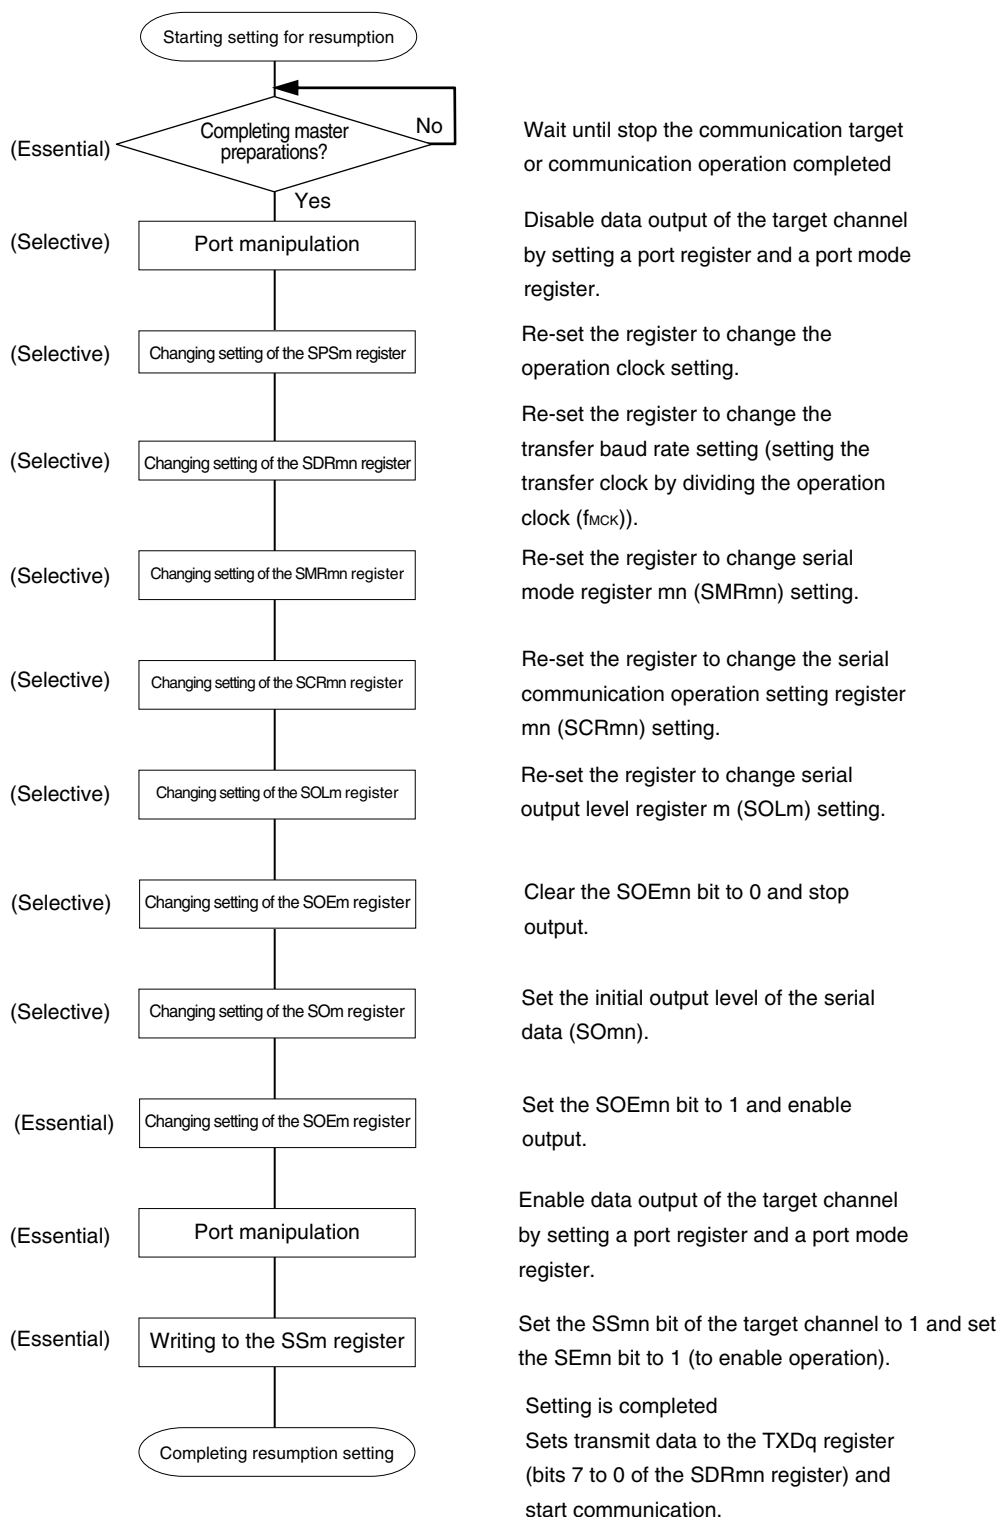 Starting setting for resumption
Completing master
preparations?
No
(Essential)
Wait until stop the communication target
or communication operation completed
Yes
(Selective)
Port manipulation
Disable data output of the target channel
by setting a port register and a port mode
register.
(Selective)
Changing setting of the SPSm register
Re-set the register to change the
operation clock setting.
(Selective)
Changing setting of the SDRmn register
Re-set the register to change the
transfer baud rate setting (setting the
transfer clock by dividing the operation
clock (fMCK)).
(Selective)
Changing setting of the SMRmn register
Re-set the register to change serial
mode register mn (SMRmn) setting.
(Selective)
Changing setting of the SCRmn register
Re-set the register to change the serial
communication operation setting register
mn (SCRmn) setting.
(Selective)
Changing setting of the SOLm register
Re-set the register to change serial
output level register m (SOLm) setting.
(Selective)
Changing setting of the SOEm register
Clear the SOEmn bit to 0 and stop
output.
(Selective)
Changing setting of the SOm register
Set the initial output level of the serial
data (SOmn).
(Essential)
Changing setting of the SOEm register
Set the SOEmn bit to 1 and enable
output.
(Essential)
Port manipulation
Enable data output of the target channel
by setting a port register and a port mode
register.
(Essential)
Writing to the SSm register
Set the SSmn bit of the target channel to 1 and set
the SEmn bit to 1 (to enable operation).
Completing resumption setting
Setting is completed
Sets transmit data to the TXDq register
(bits 7 to 0 of the SDRmn register) and
start communication.